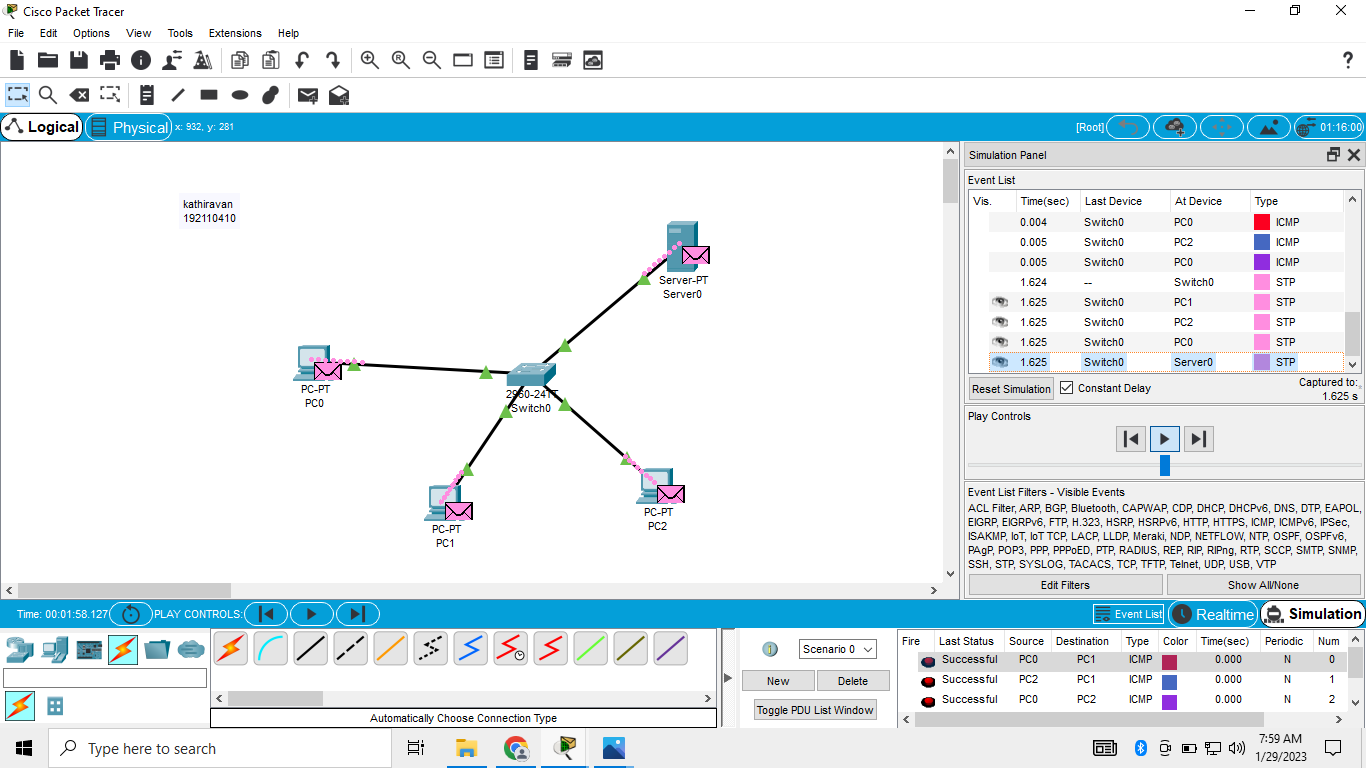 Cisco Packet Tracer
File Edit Options View Tools Extensions Help
?
Logical Physical x: 932, y: 281 [Root] 01:16:00
kathiravan
192110410
Server-PT
Server0
PC-PT
PC0
2960-24TT
Switch0
PC-PT
PC1
PC-PT
PC2
Simulation Panel
Event List
Vis. Time(sec) Last Device At Device Type
0.004 Switch0 PC0 ICMP
0.005 Switch0 PC2 ICMP
0.005 Switch0 PC0 ICMP
1.624 -- Switch0 STP
1.625 Switch0 PC1 STP
1.625 Switch0 PC2 STP
1.625 Switch0 PC0 STP
1.625 Switch0 Server0 STP
Reset Simulation Constant Delay Captured to:
1.625 s
Play Controls
Event List Filters - Visible Events
ACL Filter, ARP, BGP, Bluetooth, CAPWAP, CDP, DHCP, DHCPv6, DNS, DTP, EAPOL,
EIGRP, EIGRPv6, FTP, H.323, HSRP, HSRPv6, HTTP, HTTPS, ICMP, ICMPv6, IPSec,
ISAKMP, IoT, IoT TCP, LACP, LLDP, Meraki, NDP, NETFLOW, NTP, OSPF, OSPFv6,
PAgP, POP3, PPP, PPPoED, PTP, RADIUS, REP, RIP, RIPng, RTP, SCCP, SMTP, SNMP,
SSH, STP, SYSLOG, TACACS, TCP, TFTP, Telnet, UDP, USB, VTP
Edit Filters Show All/None
Time: 00:01:58.127 PLAY CONTROLS: Event List Realtime Simulation
Automatically Choose Connection Type
Scenario 0
New Delete
Toggle PDU List Window
Fire Last Status Source Destination Type Color Time(sec) Periodic Num
Successful PC0 PC1 ICMP 0.000 N 0
Successful PC2 PC1 ICMP 0.000 N 1
Successful PC0 PC2 ICMP 0.000 N 2
Type here to search
7:59 AM
1/29/2023